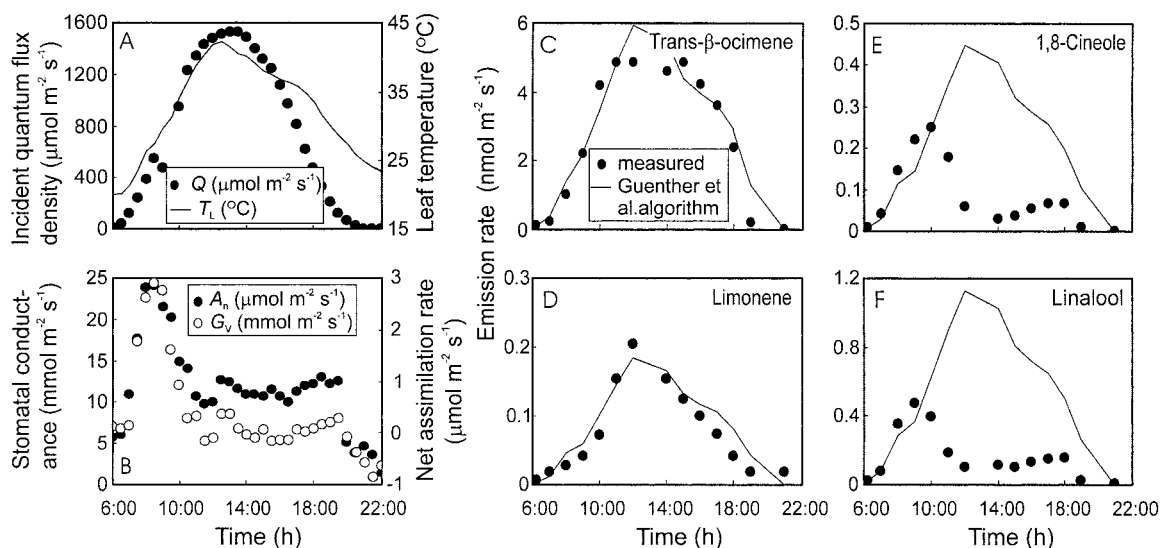 A
Incident quantum flux
density (µmol m-2 s-1)
1600
1200
800
400
0
Leaf temperature (°C)
45
35
25
15
● Q (µmol m-2 s-1)
— TL (°C)
B
Stomatal conduct-
ance (mmol m-2 s-1)
25
20
15
10
5
0
Net assimilation rate
(µmol m-2 s-1)
3
2
1
0
-1
● An (µmol m-2 s-1)
○ Gv (mmol m-2 s-1)
6:00 10:00 14:00 18:00 22:00
Time (h)
Emission rate (nmol m-2 s-1)
C
Trans-β-ocimene
6
4
2
0
● measured
— Guenther et
al.algorithm
D
Limonene
0.3
0.2
0.1
0
6:00 10:00 14:00 18:00 22:00
Time (h)
E
1,8-Cineole
0.5
0.4
0.3
0.2
0.1
0
F
Linalool
1.2
0.8
0.4
0
6:00 10:00 14:00 18:00 22:00
Time (h)